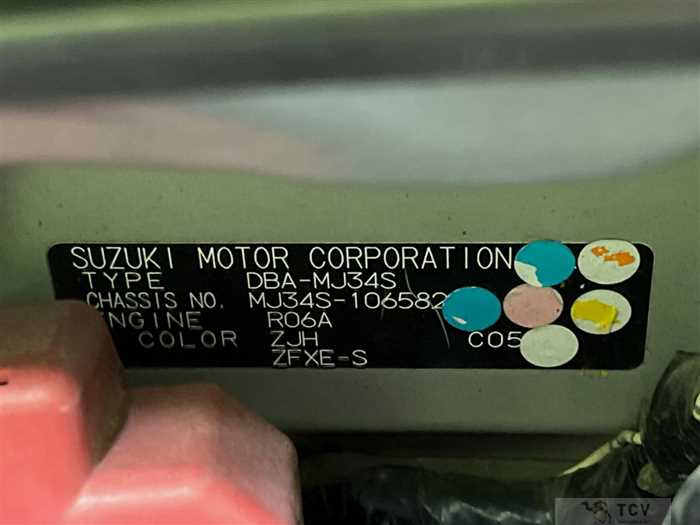 SUZUKI MOTOR CORPORATION
TYPE DBA-MJ34S
CHASSIS NO. MJ34S-106582
ENGINE R06A
COLOR ZJH C05
ZFXE-S
TCV